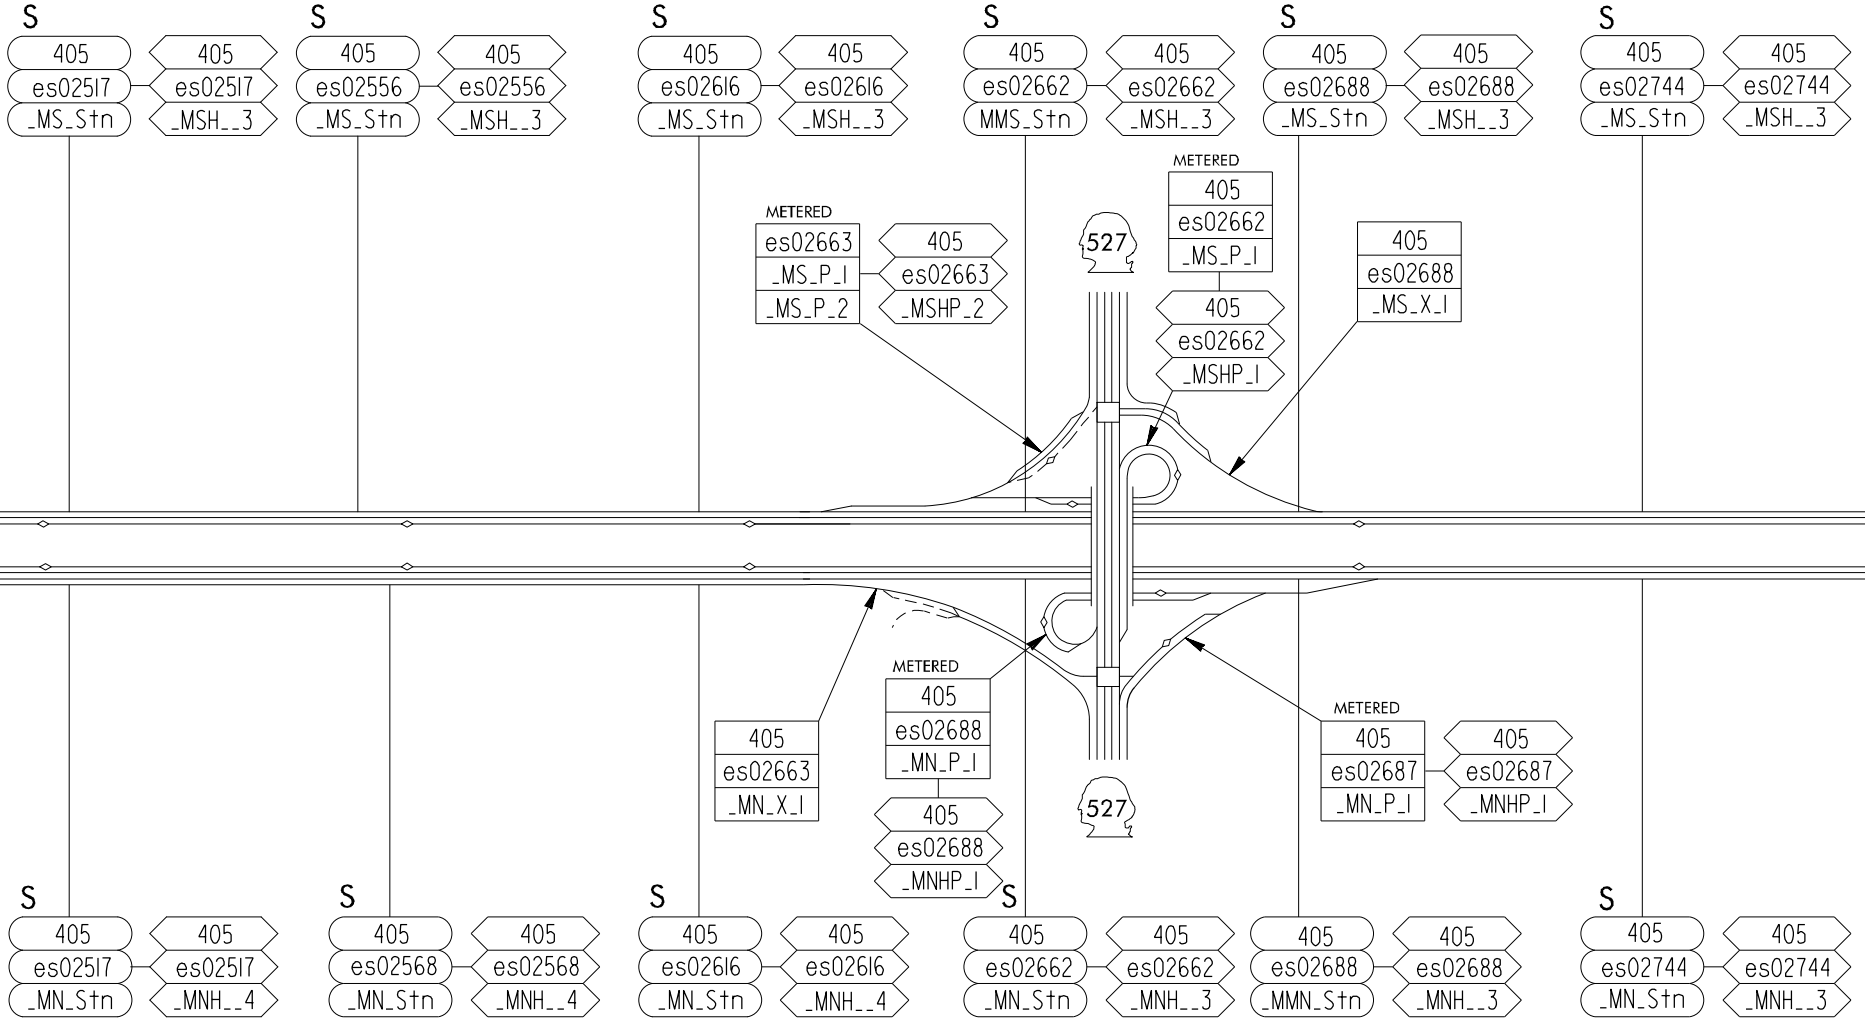 S
405
es02517
_MS_Stn
405
es02517
_MSH__3
S
405
es02556
_MS_Stn
405
es02556
_MSH__3
S
405
es02616
_MS_Stn
405
es02616
_MSH__3
S
405
es02662
MMS_Stn
405
es02662
_MSH__3
S
405
es02688
_MS_Stn
405
es02688
_MSH__3
S
405
es02744
_MS_Stn
405
es02744
_MSH__3
METERED
es02663
_MS_P_1
_MS_P_2
405
es02663
_MSHP_2
527
METERED
405
es02662
_MS_P_1
405
es02662
_MSHP_1
405
es02688
_MS_X_1
405
es02663
_MN_X_1
METERED
405
es02688
_MN_P_1
405
es02688
_MNHP_1
527
METERED
405
es02687
_MN_P_1
405
es02687
_MNHP_1
S
405
es02517
_MN_Stn
405
es02517
_MNH__4
S
405
es02568
_MN_Stn
405
es02568
_MNH__4
S
405
es02616
_MN_Stn
405
es02616
_MNH__4
S
405
es02662
_MN_Stn
405
es02662
_MNH__3
405
es02688
MMN_Stn
405
es02688
_MNH__3
S
405
es02744
_MN_Stn
405
es02744
_MNH__3